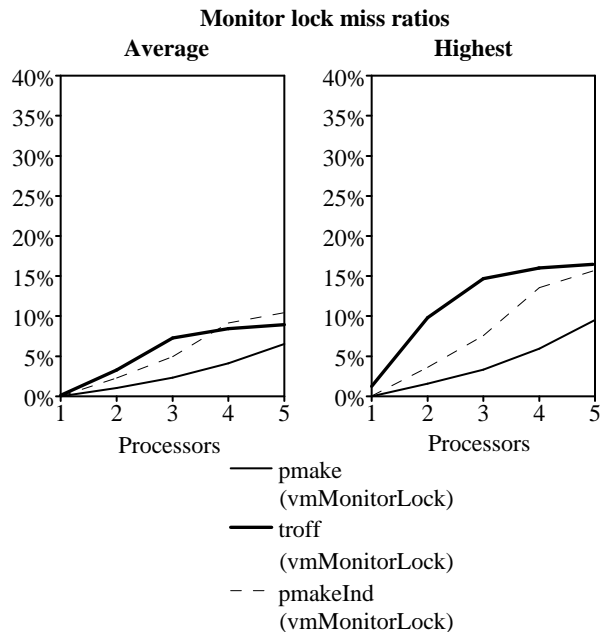 Monitor lock miss ratios
Average
Highest
40%
35%
30%
25%
20%
15%
10%
5%
0%
1 2 3 4 5
Processors
40%
35%
30%
25%
20%
15%
10%
5%
0%
1 2 3 4 5
Processors
pmake
(vmMonitorLock)
troff
(vmMonitorLock)
pmakeInd
(vmMonitorLock)